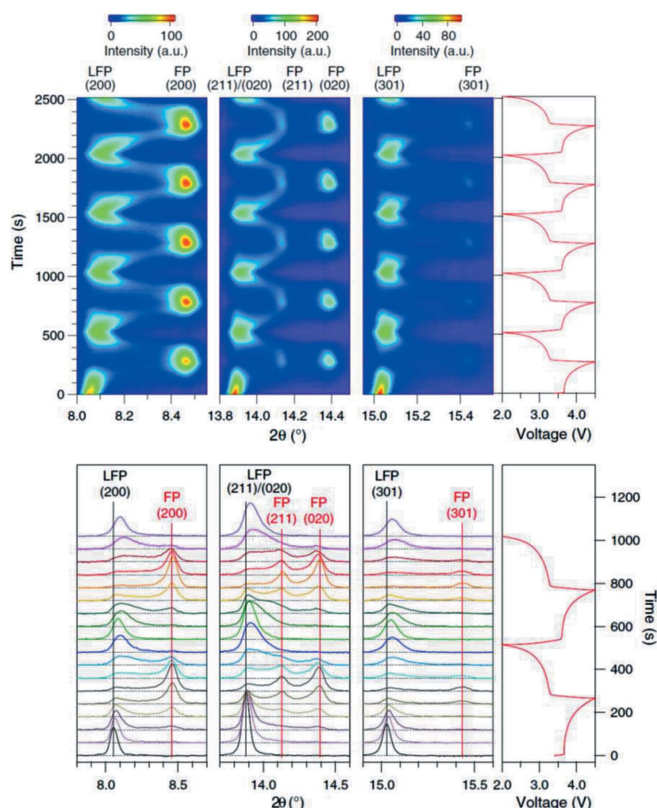 0 50 100
0 100 200
0 40 80
Intensity (a.u.)
Intensity (a.u.)
Intensity (a.u.)
LFP
(200)
FP
(200)
LFP
(211)/(020)
FP
(211)
FP
(020)
LFP
(301)
FP
(301)
2500
2000
1500
1000
500
0
Time (s)
8.0 8.2 8.4
13.8 14.0 14.2 14.4
15.0 15.2 15.4
2.0 3.0 4.0
2θ (°)
Voltage (V)
LFP
(200)
FP
(200)
LFP
(211)/(020)
FP
(211)
FP
(020)
LFP
(301)
FP
(301)
1200
1000
800
600
400
200
0
Time (s)
8.0 8.5
14.0 14.5
15.0 15.5
2.0 3.0 4.0
2θ (°)
Voltage (V)